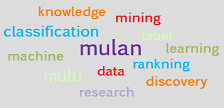 knowledge mining
classification label
mulan learning
machine rankning
multi data
discovery
research